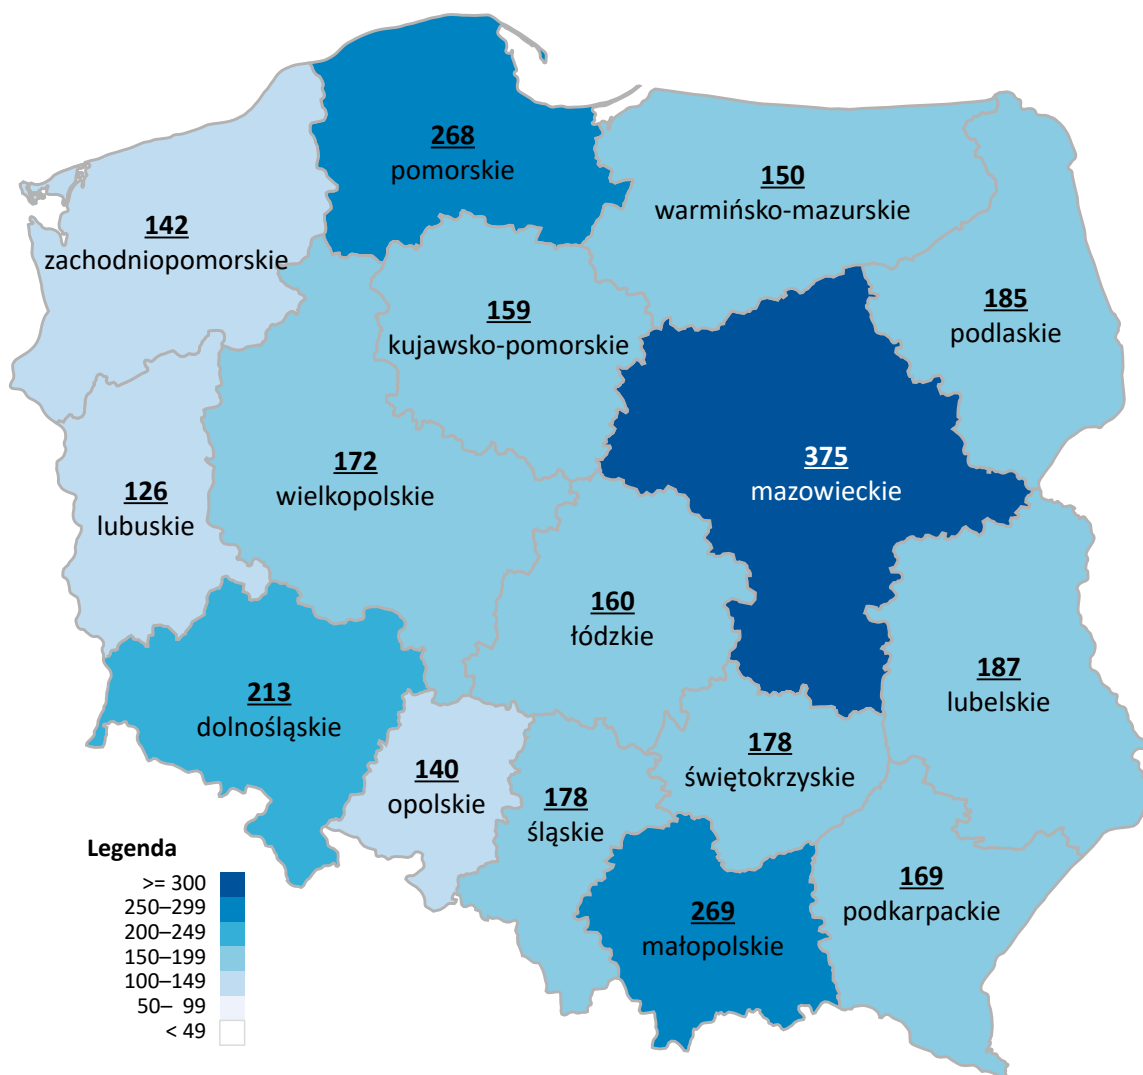 268
pomorskie
150
warmińsko-mazurskie
142
zachodniopomorskie
185
podlaskie
159
kujawsko-pomorskie
375
mazowieckie
172
wielkopolskie
126
lubuskie
160
łódzkie
187
lubelskie
213
dolnośląskie
178
świętokrzyskie
140
opolskie
178
śląskie
169
podkarpackie
269
małopolskie
Legenda
>= 300
250–299
200–249
150–199
100–149
50– 99
< 49